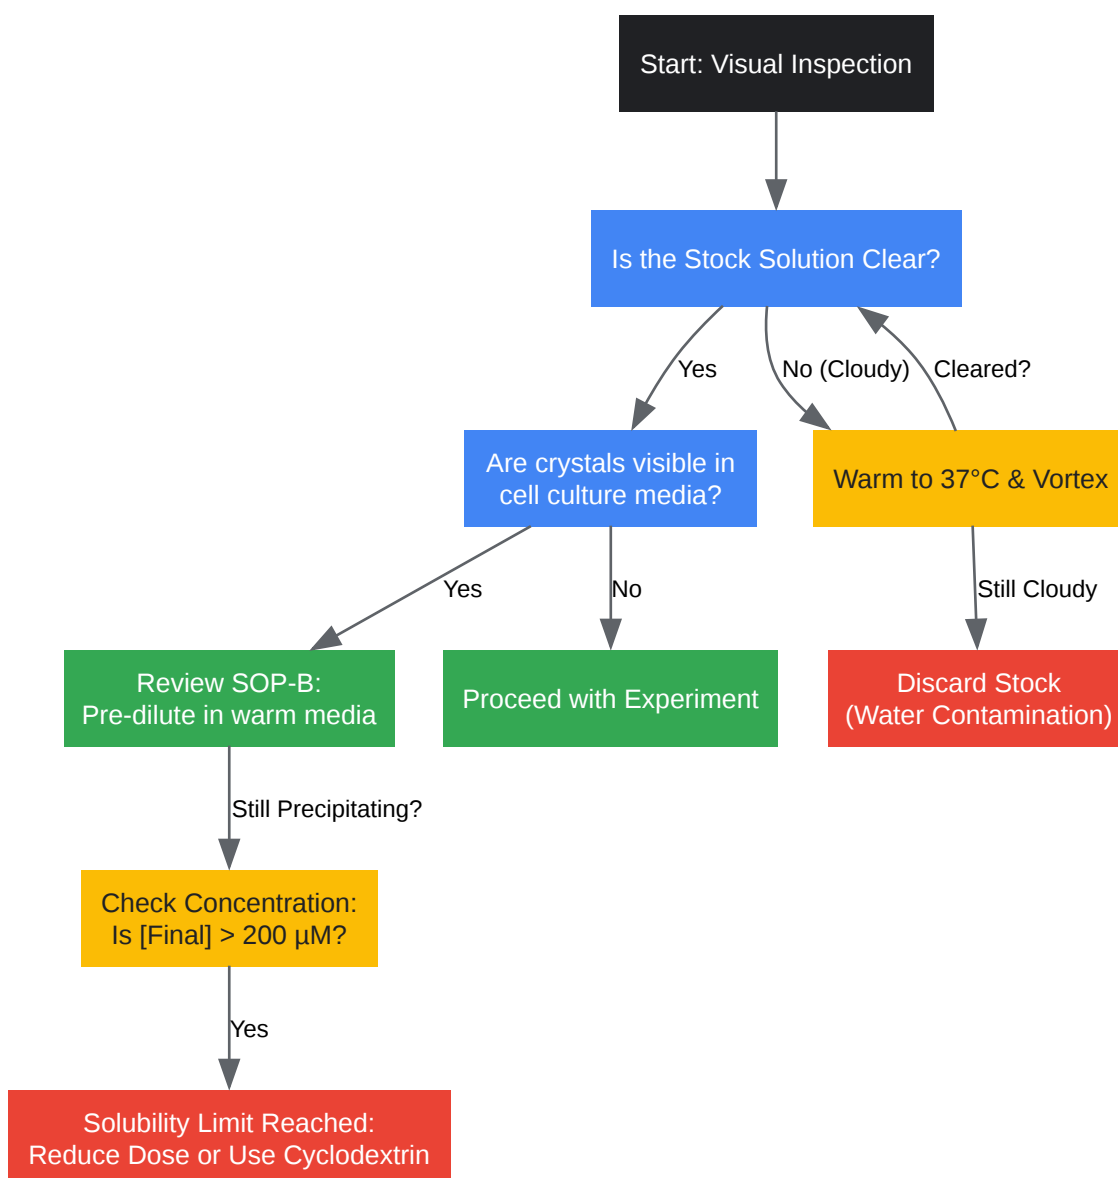 Start: Visual Inspection
Is the Stock Solution Clear?
Yes
No (Cloudy)
Cleared?
Are crystals visible in
cell culture media?
Warm to 37°C & Vortex
Yes
No
Still Cloudy
Review SOP-B:
Pre-dilute in warm media
Proceed with Experiment
Discard Stock
(Water Contamination)
Still Precipitating?
Check Concentration:
Is [Final] > 200 µM?
Yes
Solubility Limit Reached:
Reduce Dose or Use Cyclodextrin